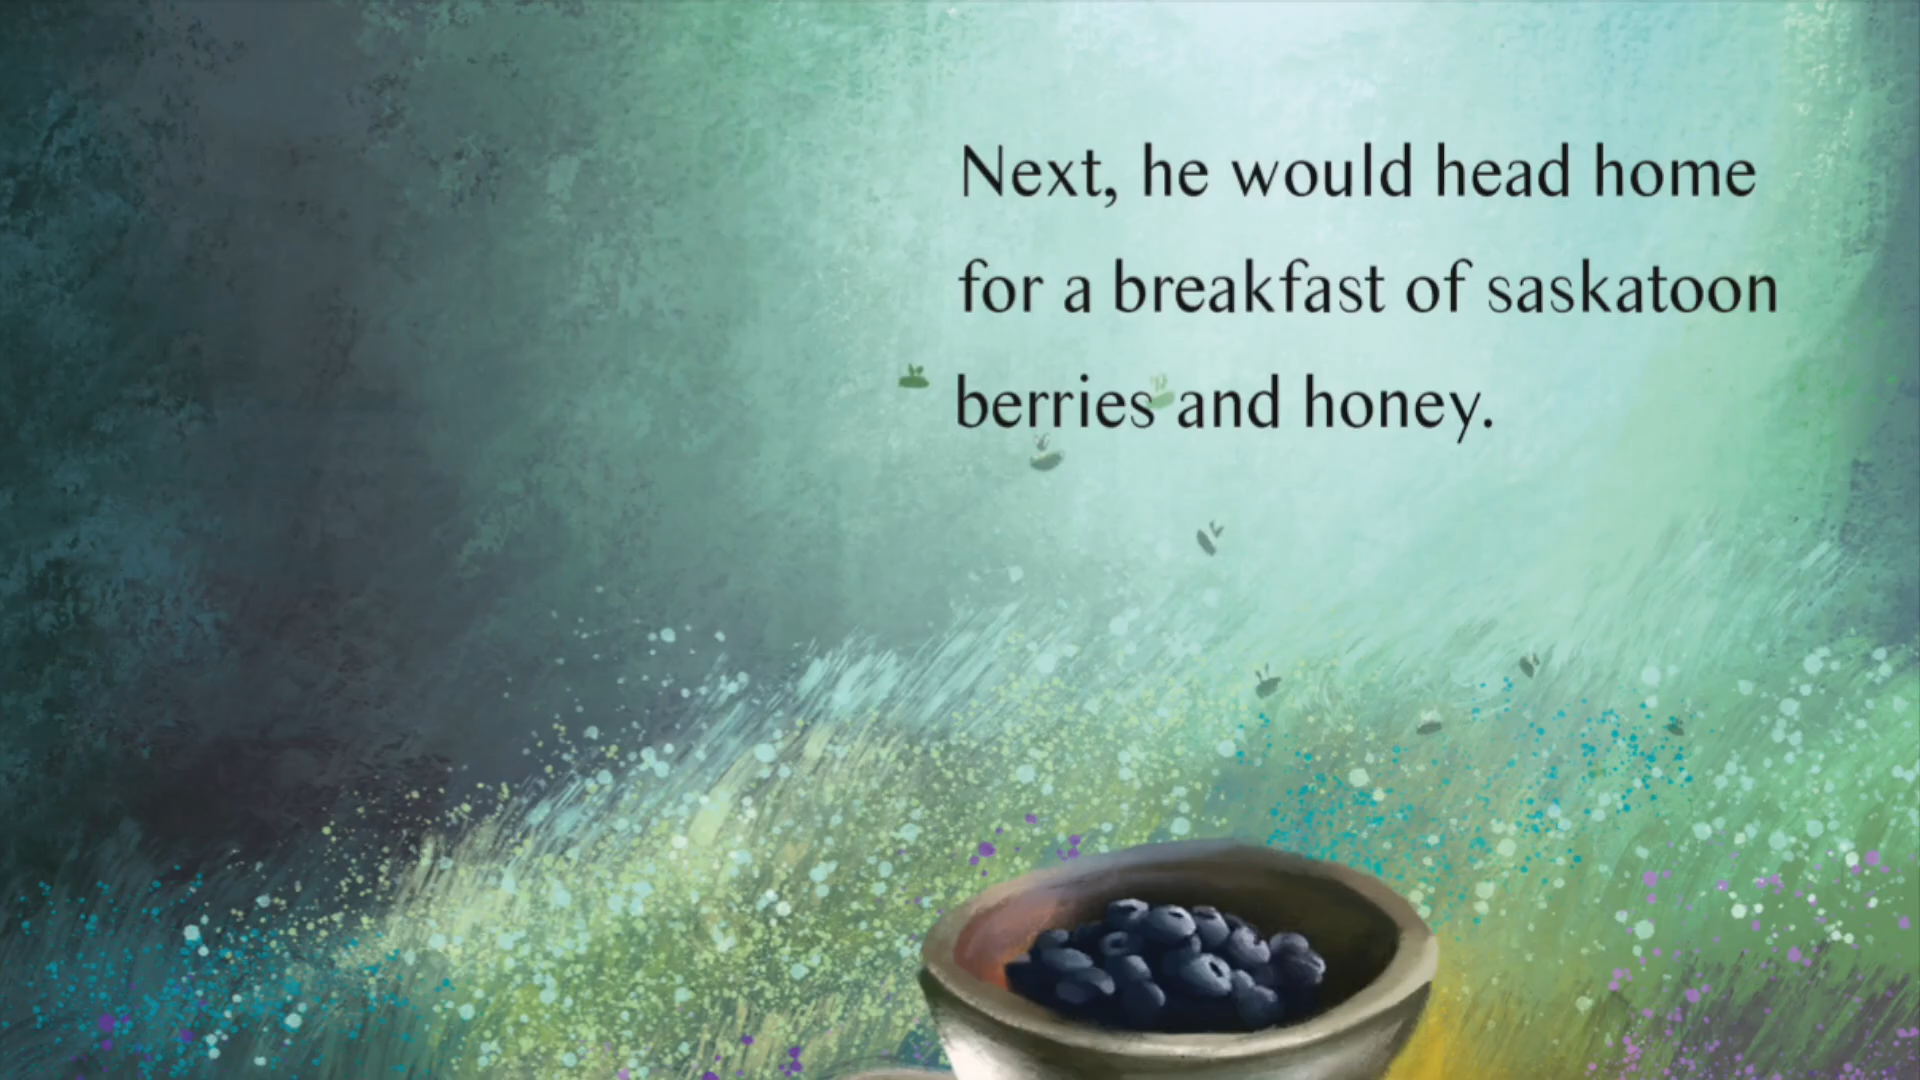 Next, he would head home
for a breakfast of saskatoon
berries and honey.